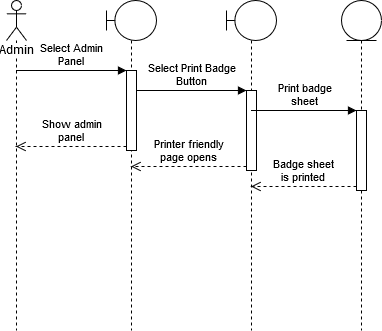 Admin
Select Admin
Panel
Select Print Badge
Button
Print badge
sheet
Show admin
panel
Printer friendly
page opens
Badge sheet
is printed